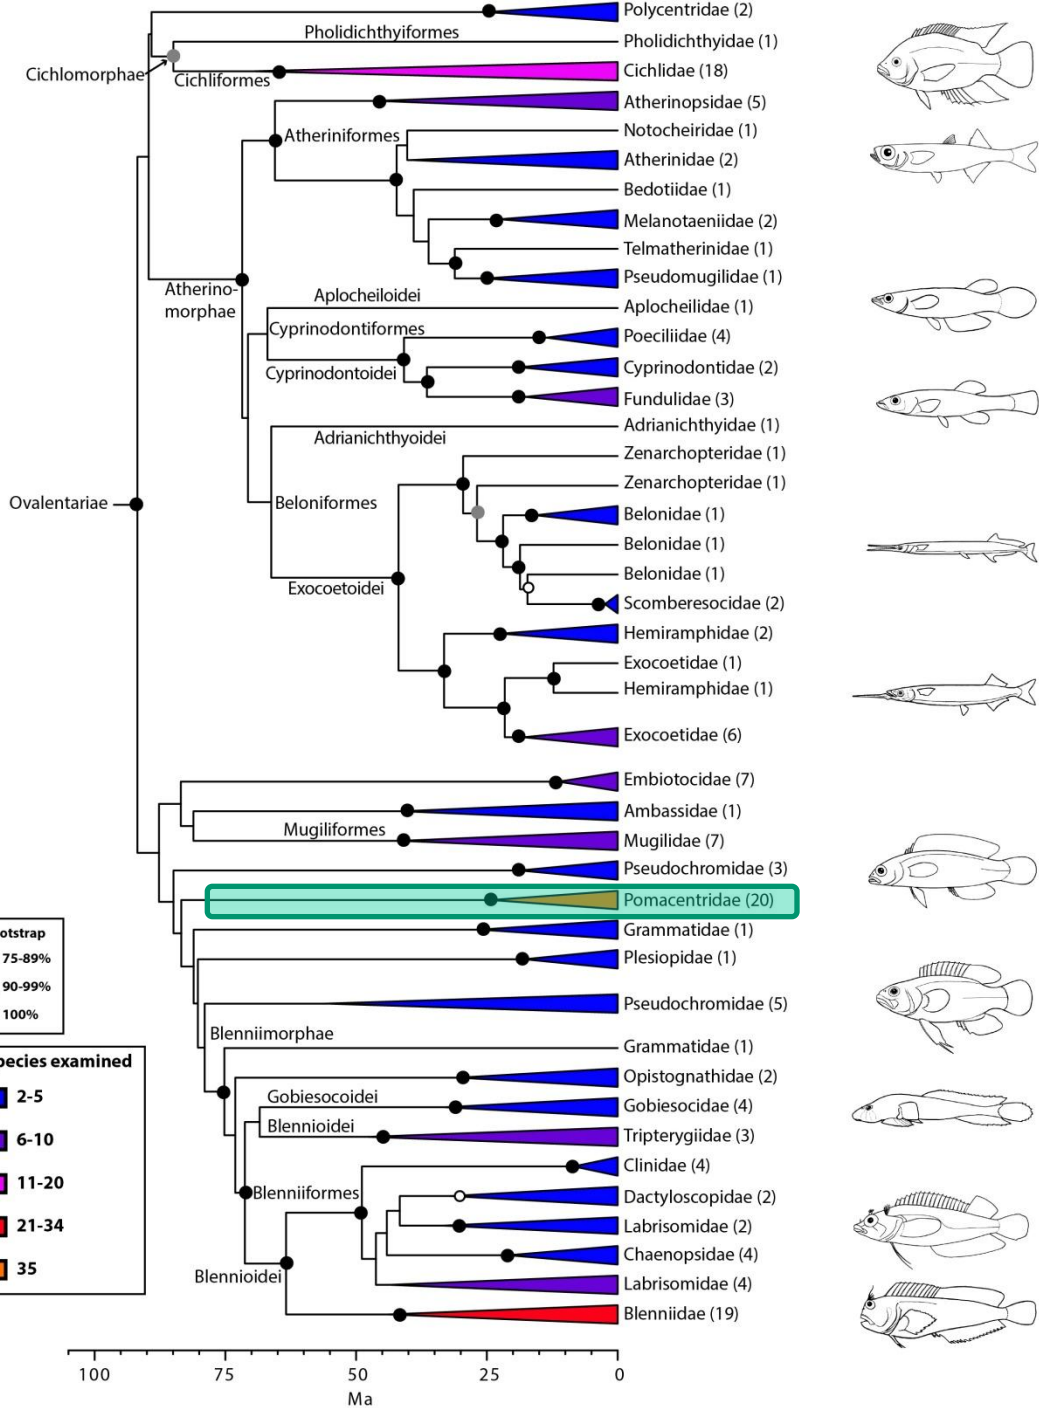 Polycentridae (2)
Pholidichthyiformes
Pholidichthyidae (1)
Cichlomorphae
Cichliformes
Cichlidae (18)
Atherinopsidae (5)
Atheriniformes
Notocheiridae (1)
Atherinidae (2)
Bedotiidae (1)
Melanotaeniidae (2)
Telmatherinidae (1)
Pseudomugilidae (1)
Atherino-
morphae
Aplocheiloidei
Aplocheilidae (1)
Cyprinodontiformes
Poeciliidae (4)
Cyprinodontoidei
Cyprinodontidae (2)
Fundulidae (3)
Adrianichthyidae (1)
Adrianichthyoidei
Zenarchopteridae (1)
Zenarchopteridae (1)
Ovalentariae
Beloniformes
Belonidae (1)
Belonidae (1)
Belonidae (1)
Exocoetoidei
Scomberesocidae (2)
Hemiramphidae (2)
Exocoetidae (1)
Hemiramphidae (1)
Exocoetidae (6)
Embiotocidae (7)
Ambassidae (1)
Mugiliformes
Mugilidae (7)
Pseudochromidae (3)
Pomacentridae (20)
Grammatidae (1)
Plesiopidae (1)
Pseudochromidae (5)
Blenniimorphae
Grammatidae (1)
Opistognathidae (2)
Gobiesocoidei
Gobiesocidae (4)
Blennioidei
Tripterygiidae (3)
Clinidae (4)
Blenniiformes
Dactyloscopidae (2)
Labrisomidae (2)
Chaenopsidae (4)
Blennioidei
Labrisomidae (4)
Blenniidae (19)
otstrap
75-89%
90-99%
100%
pecies examined
2-5
6-10
11-20
21-34
35
100 75 50 25 0
Ma